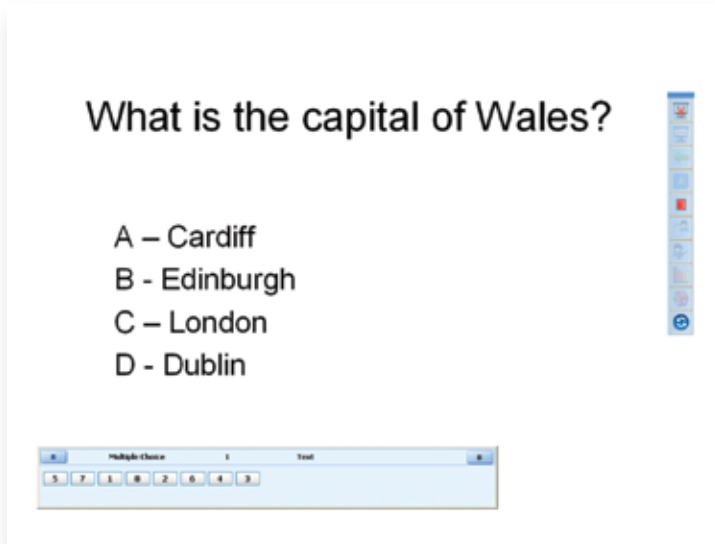 What is the capital of Wales?
A – Cardiff
B - Edinburgh
C – London
D - Dublin
Multiple Choice 1 Text
5 7 1 8 2 6 4 3